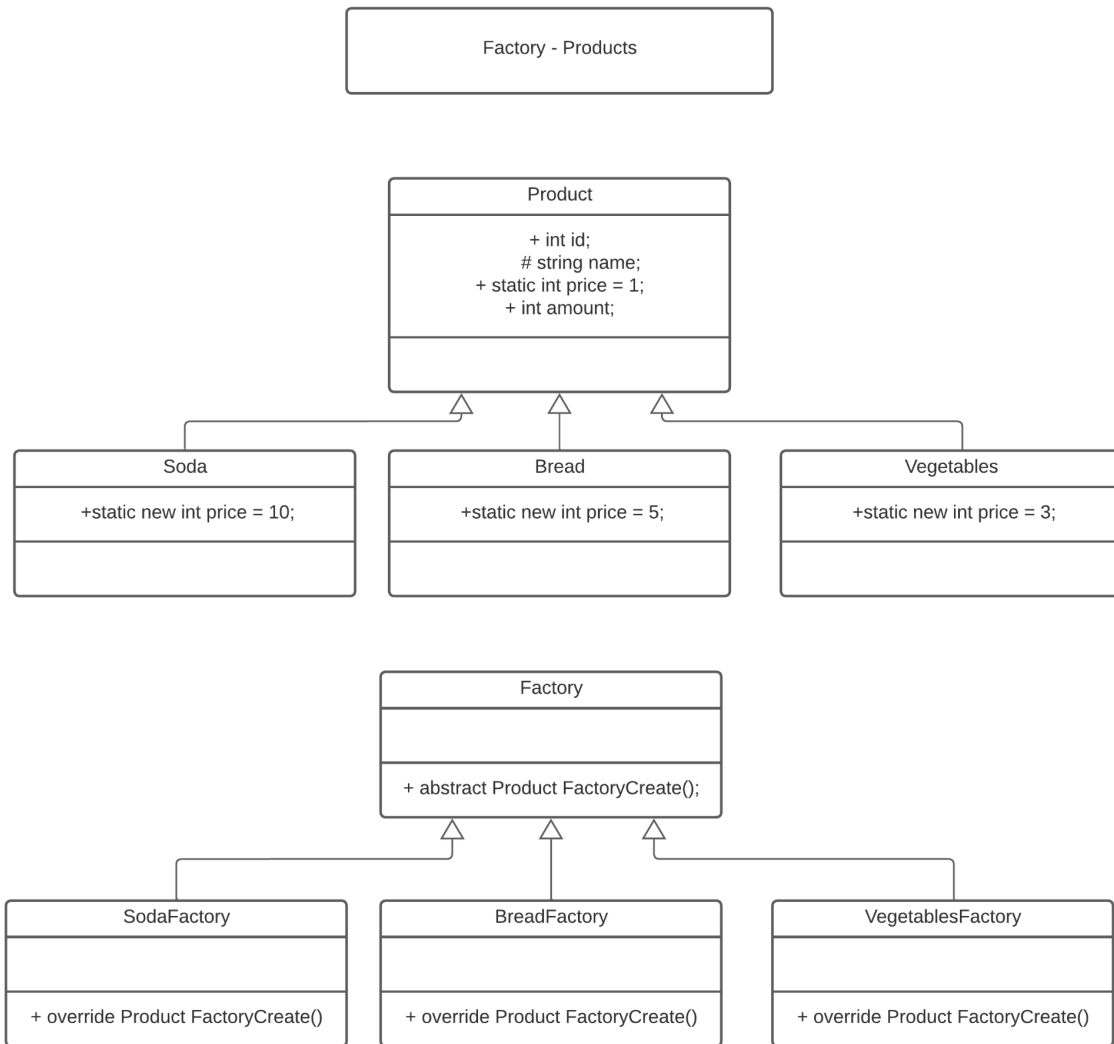 Factory - Products
Product
+ int id;
# string name;
+ static int price = 1;
+ int amount;
Soda
+static new int price = 10;
Bread
+static new int price = 5;
Vegetables
+static new int price = 3;
Factory
+ abstract Product FactoryCreate();
SodaFactory
+ override Product FactoryCreate()
BreadFactory
+ override Product FactoryCreate()
VegetablesFactory
+ override Product FactoryCreate()